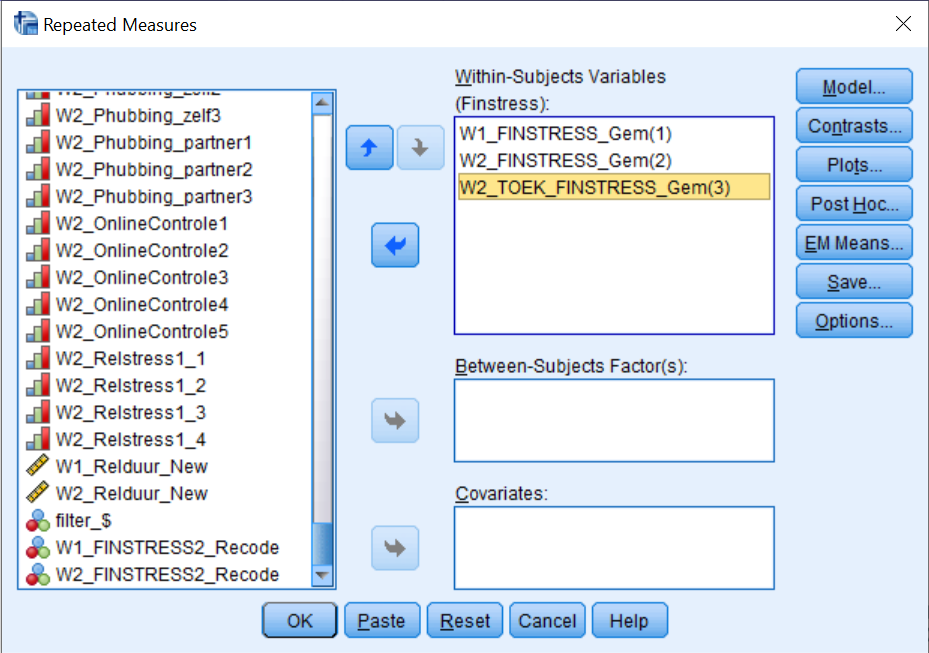 Repeated Measures
W2_Phubbing_zelf2
W2_Phubbing_zelf3
W2_Phubbing_partner1
W2_Phubbing_partner2
W2_Phubbing_partner3
W2_OnlineControle1
W2_OnlineControle2
W2_OnlineControle3
W2_OnlineControle4
W2_OnlineControle5
W2_Relstress1_1
W2_Relstress1_2
W2_Relstress1_3
W2_Relstress1_4
W1_Relduur_New
W2_Relduur_New
filter_$
W1_FINSTRESS2_Recode
W2_FINSTRESS2_Recode
Within-Subjects Variables
(Finstress):
W1_FINSTRESS_Gem(1)
W2_FINSTRESS_Gem(2)
W2_TOEK_FINSTRESS_Gem(3)
Between-Subjects Factor(s):
Covariates:
Model...
Contrasts...
Plots...
Post Hoc...
EM Means...
Save...
Options...
OK
Paste
Reset
Cancel
Help